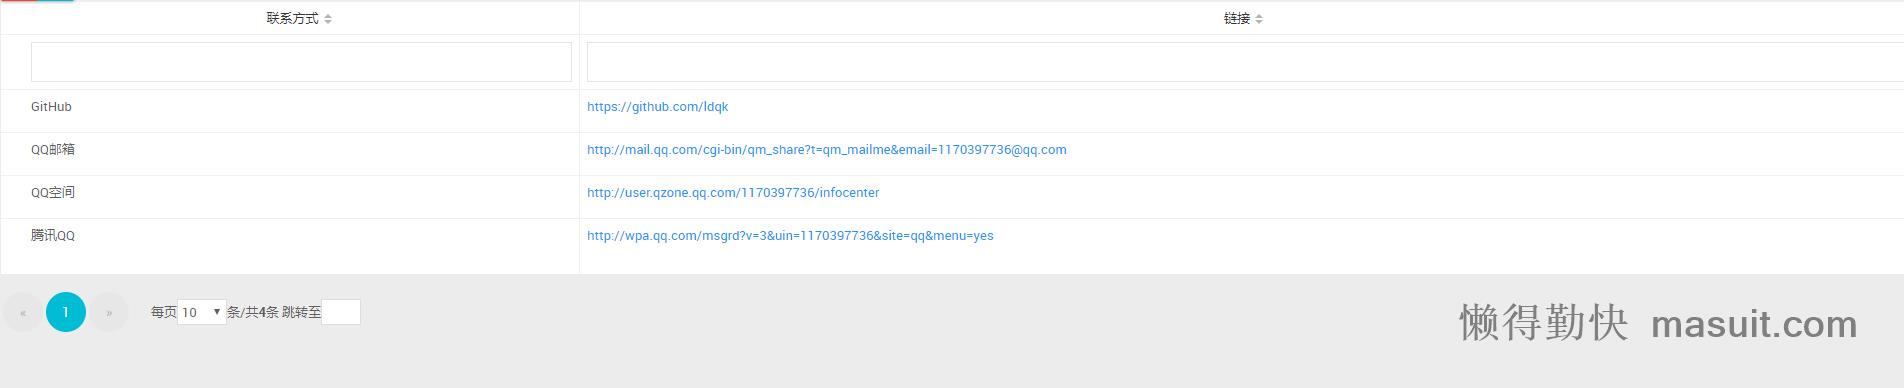 联系方式 链接
GitHub https://github.com/ldqk
QQ邮箱 http://mail.qq.com/cgi-bin/qm_share?t=qm_mailme&email=1170397736@qq.com
QQ空间 http://user.qzone.qq.com/1170397736/infocenter
腾讯QQ http://wpa.qq.com/msgrd?v=3&uin=1170397736&site=qq&menu=yes
« 1 » 每页 10 条/共4条 跳转至
懒得勤快 masuit.com